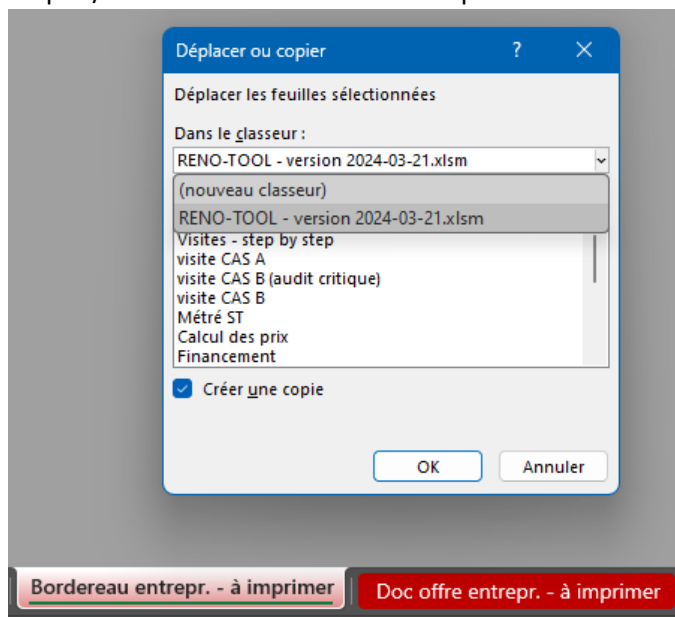 Déplacer ou copier ?
Déplacer les feuilles sélectionnées
Dans le classeur :
RENO-TOOL - version 2024-03-21.xlsm
(nouveau classeur)
RENO-TOOL - version 2024-03-21.xlsm
Visites - step by step
visite CAS A
visite CAS B (audit critique)
visite CAS B
Métré ST
Calcul des prix
Financement
Créer une copie
OK Annuler
Bordereau entrepr. - à imprimer Doc offre entrepr. - à imprimer